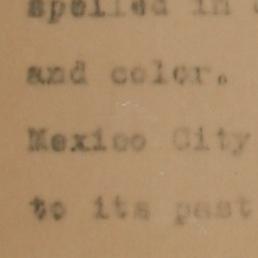 spelled in
and color.
Mexico City
to its past